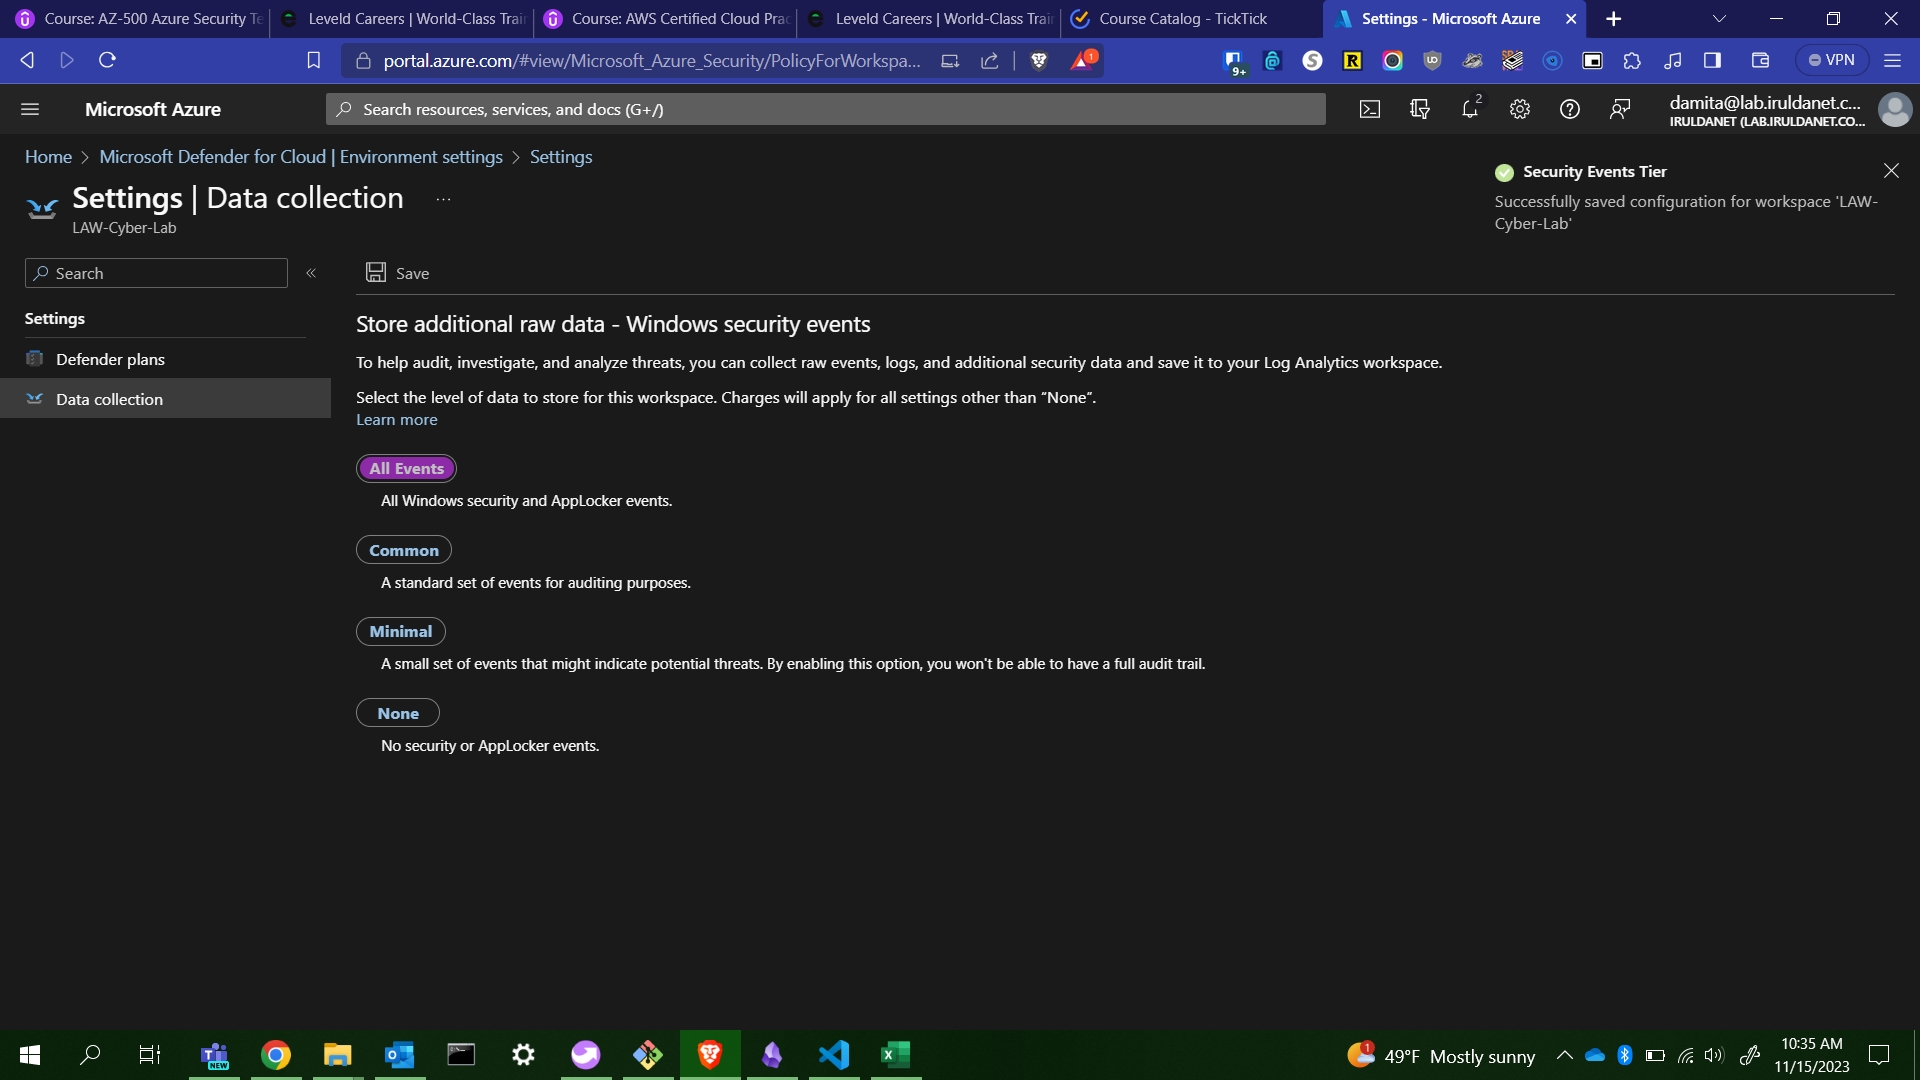 Course: AZ-500 Azure Security Te
Leveld Careers | World-Class Train
Course: AWS Certified Cloud Prac
Leveld Careers | World-Class Train
Course Catalog - TickTick
Settings - Microsoft Azure
portal.azure.com/#view/Microsoft_Azure_Security/PolicyForWorkspa...
1
9+
VPN
Microsoft Azure
Search resources, services, and docs (G+/)
2
damita@lab.iruldanet.c...
IRULDANET (LAB.IRULDANET.CO...
Home > Microsoft Defender for Cloud | Environment settings > Settings
Settings | Data collection ...
LAW-Cyber-Lab
Security Events Tier
Successfully saved configuration for workspace 'LAW-
Cyber-Lab'
Search
«
Save
Settings
Defender plans
Data collection
Store additional raw data - Windows security events
To help audit, investigate, and analyze threats, you can collect raw events, logs, and additional security data and save it to your Log Analytics workspace.
Select the level of data to store for this workspace. Charges will apply for all settings other than “None”.
Learn more
All Events
All Windows security and AppLocker events.
Common
A standard set of events for auditing purposes.
Minimal
A small set of events that might indicate potential threats. By enabling this option, you won't be able to have a full audit trail.
None
No security or AppLocker events.
NEW
1
49°F Mostly sunny
10:35 AM
11/15/2023